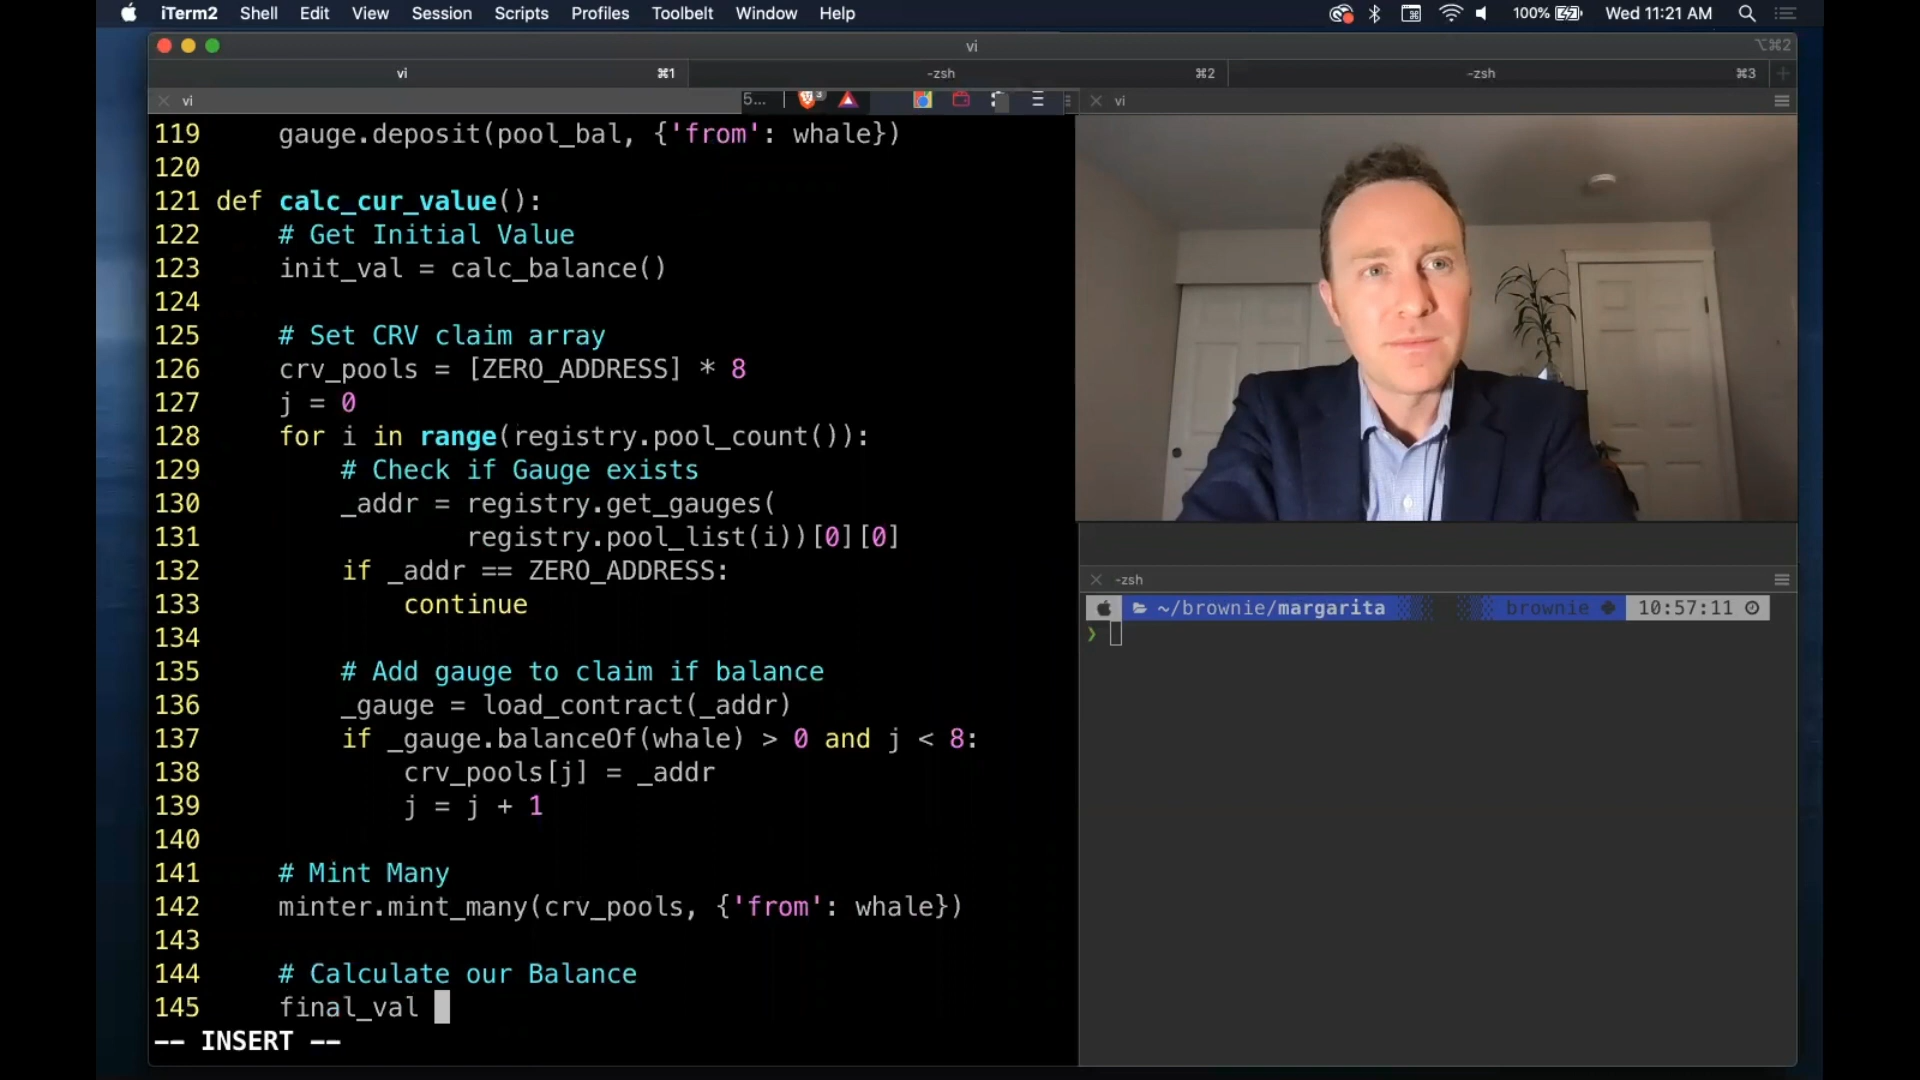 iTerm2 Shell Edit View Session Scripts Profiles Toolbelt Window Help 100% Wed 11:21 AM
vi ⌥⌘2
vi ⌘1 -zsh ⌘2 -zsh ⌘3
vi 5... 3 vi
119 gauge.deposit(pool_bal, {'from': whale})
120
121 def calc_cur_value():
122 # Get Initial Value
123 init_val = calc_balance()
124
125 # Set CRV claim array
126 crv_pools = [ZERO_ADDRESS] * 8
127 j = 0
128 for i in range(registry.pool_count()):
129 # Check if Gauge exists
130 _addr = registry.get_gauges(
131 registry.pool_list(i))[0][0]
132 if _addr == ZERO_ADDRESS:
133 continue
134
135 # Add gauge to claim if balance
136 _gauge = load_contract(_addr)
137 if _gauge.balanceOf(whale) > 0 and j < 8:
138 crv_pools[j] = _addr
139 j = j + 1
140
141 # Mint Many
142 minter.mint_many(crv_pools, {'from': whale})
143
144 # Calculate our Balance
145 final_val
-- INSERT --
-zsh
~/brownie/margarita brownie 10:57:11
❯